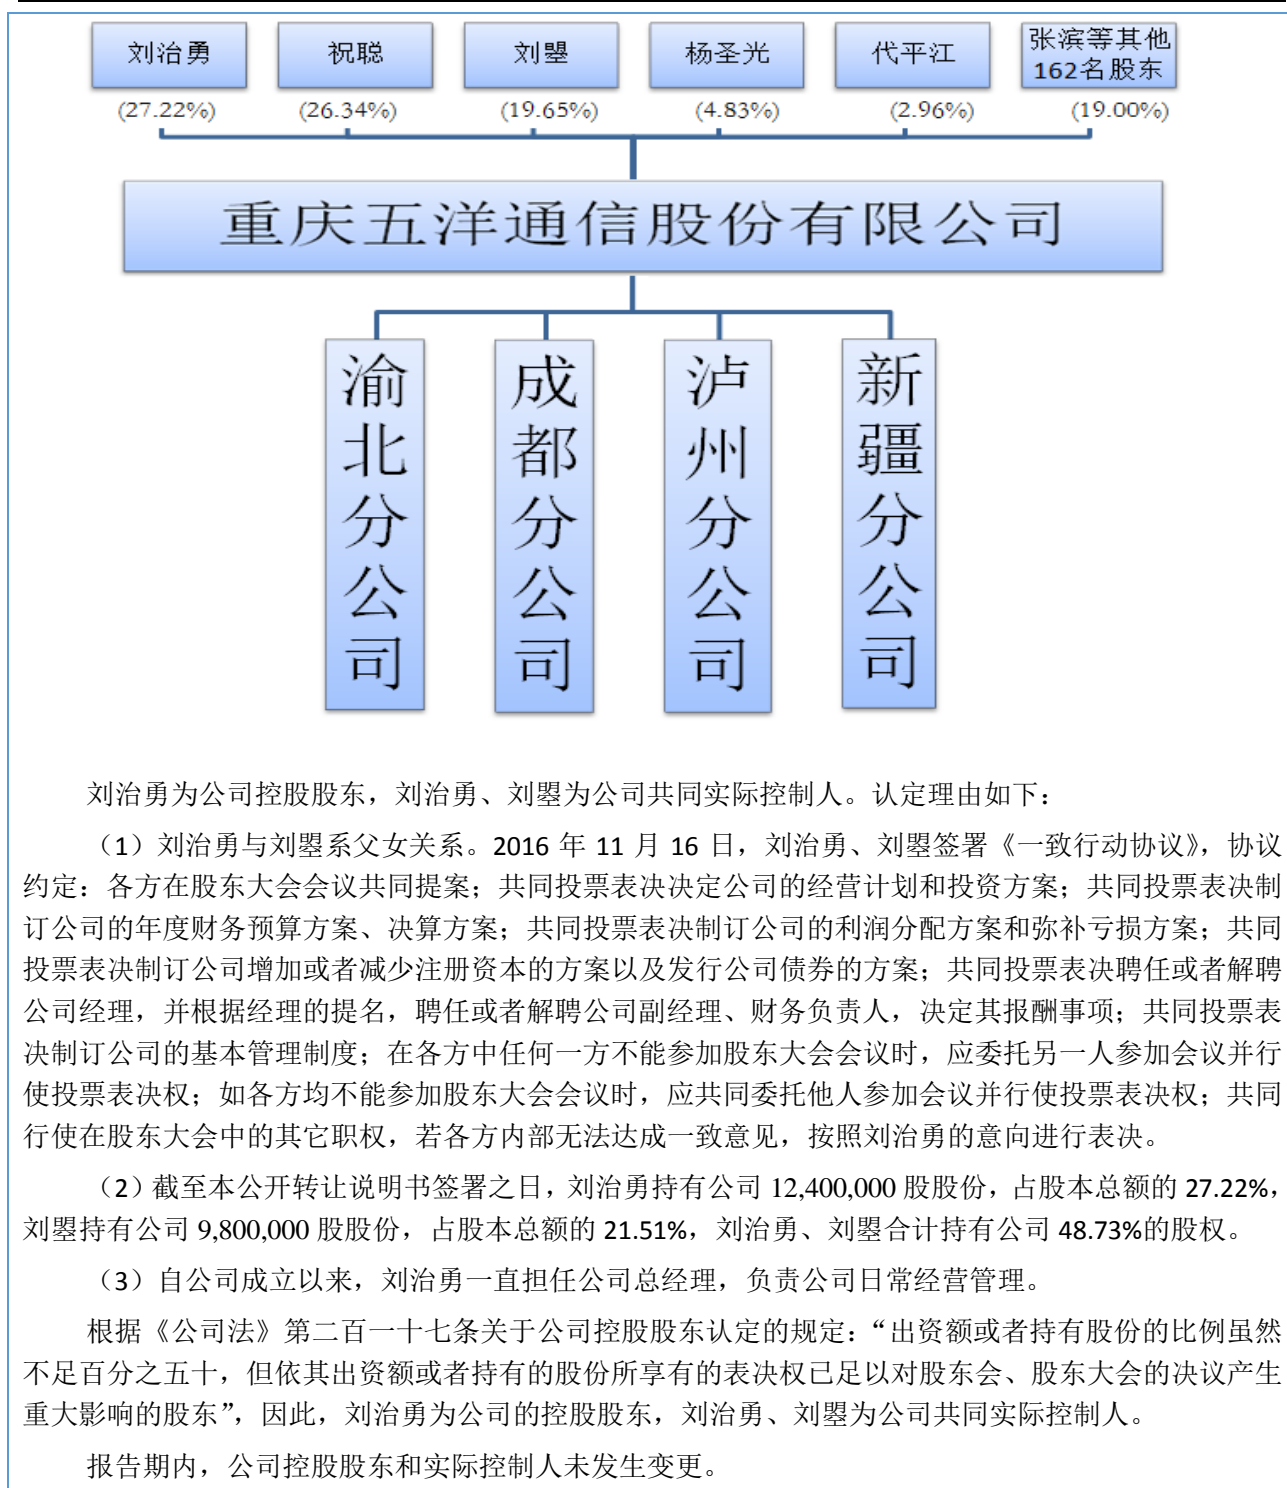 刘治勇
祝聪
刘曌
杨圣光
代平江
张滨等其他
162名股东
(27.22%)
(26.34%)
(19.65%)
(4.83%)
(2.96%)
(19.00%)
重庆五洋通信股份有限公司
渝北分公司
成都分公司
泸州分公司
新疆分公司
刘治勇为公司控股股东，刘治勇、刘曌为公司共同实际控制人。认定理由如下：
（1）刘治勇与刘曌系父女关系。2016 年 11 月 16 日，刘治勇、刘曌签署《一致行动协议》，协议
约定：各方在股东大会会议共同提案；共同投票表决决定公司的经营计划和投资方案；共同投票表决制
订公司的年度财务预算方案、决算方案；共同投票表决制订公司的利润分配方案和弥补亏损方案；共同
投票表决制订公司增加或者减少注册资本的方案以及发行公司债券的方案；共同投票表决聘任或者解聘
公司经理，并根据经理的提名，聘任或者解聘公司副经理、财务负责人，决定其报酬事项；共同投票表
决制订公司的基本管理制度；在各方中任何一方不能参加股东大会会议时，应委托另一人参加会议并行
使投票表决权；如各方均不能参加股东大会会议时，应共同委托他人参加会议并行使投票表决权；共同
行使在股东大会中的其它职权，若各方内部无法达成一致意见，按照刘治勇的意向进行表决。
（2）截至本公开转让说明书签署之日，刘治勇持有公司 12,400,000 股股份，占股本总额的 27.22%，
刘曌持有公司 9,800,000 股股份，占股本总额的 21.51%，刘治勇、刘曌合计持有公司 48.73%的股权。
（3）自公司成立以来，刘治勇一直担任公司总经理，负责公司日常经营管理。
根据《公司法》第二百一十七条关于公司控股股东认定的规定：“出资额或者持有股份的比例虽然
不足百分之五十，但依其出资额或者持有的股份所享有的表决权已足以对股东会、股东大会的决议产生
重大影响的股东”，因此，刘治勇为公司的控股股东，刘治勇、刘曌为公司共同实际控制人。
报告期内，公司控股股东和实际控制人未发生变更。